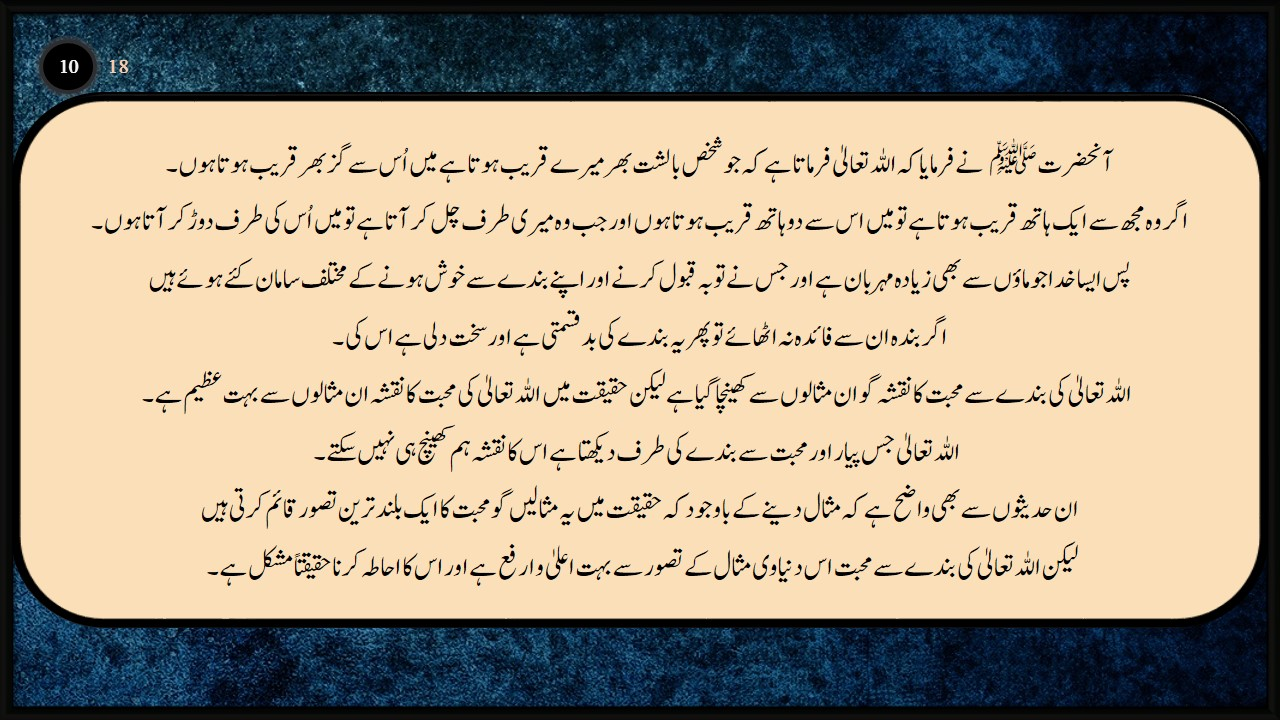 10 18
آنحضرت ﷺ نے فرمایا کہ اللہ تعالیٰ فرماتا ہے کہ جو شخص بالشت بھر میرے قریب ہوتا ہے میں اُس سے گز بھر قریب ہوتا ہوں۔
اگر وہ مجھ سے ایک ہاتھ قریب ہوتا ہے تو میں اس سے دو ہاتھ قریب ہوتا ہوں اور جب وہ میری طرف چل کر آتا ہے تو میں اُس کی طرف دوڑ کر آتا ہوں۔
پس ایسا خدا جو ماؤں سے بھی زیادہ مہربان ہے اور جس نے توبہ قبول کرنے اور اپنے بندے سے خوش ہونے کے مختلف سامان کئے ہوئے ہیں
اگر بندہ ان سے فائدہ نہ اٹھائے تو پھر یہ بندے کی بد قسمتی ہے اور سخت دلی ہے اس کی۔
اللہ تعالیٰ کی بندے سے محبت کا نقشہ گو ان مثالوں سے کھینچا گیا ہے لیکن حقیقت میں اللہ تعالیٰ کی محبت کا نقشہ ان مثالوں سے بہت عظیم ہے۔
اللہ تعالیٰ جس پیار اور محبت سے بندے کی طرف دیکھتا ہے اس کا نقشہ ہم کھینچ ہی نہیں سکتے۔
ان حدیثوں سے بھی واضح ہے کہ مثال دینے کے باوجود کہ حقیقت میں یہ مثالیں گو محبت کا ایک بلند ترین تصور قائم کرتی ہیں
لیکن اللہ تعالیٰ کی بندے سے محبت اس دنیاوی مثال کے تصور سے بہت اعلیٰ و ارفع ہے اور اس کا احاطہ کرنا حقیقتاً مشکل ہے۔